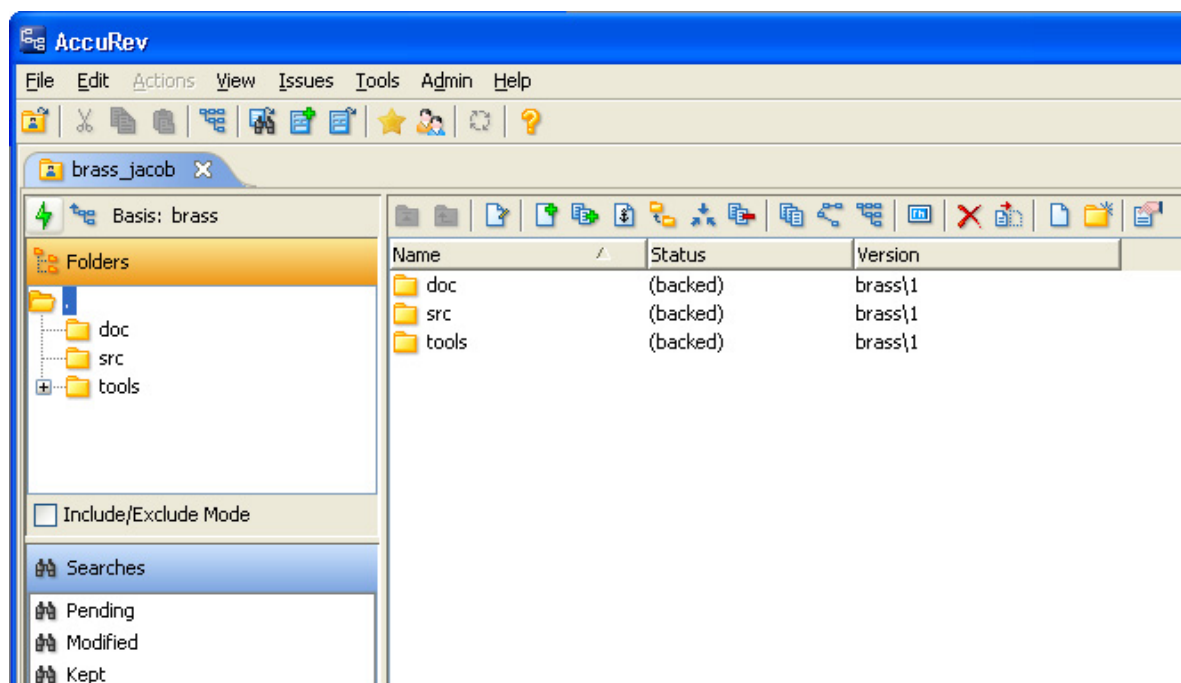 AccuRev
File Edit Actions View Issues Tools Admin Help
brass_jacob
Basis: brass
Folders
.
doc
src
tools
Include/Exclude Mode
Searches
Pending
Modified
Kept
Name Status Version
doc (backed) brass\1
src (backed) brass\1
tools (backed) brass\1